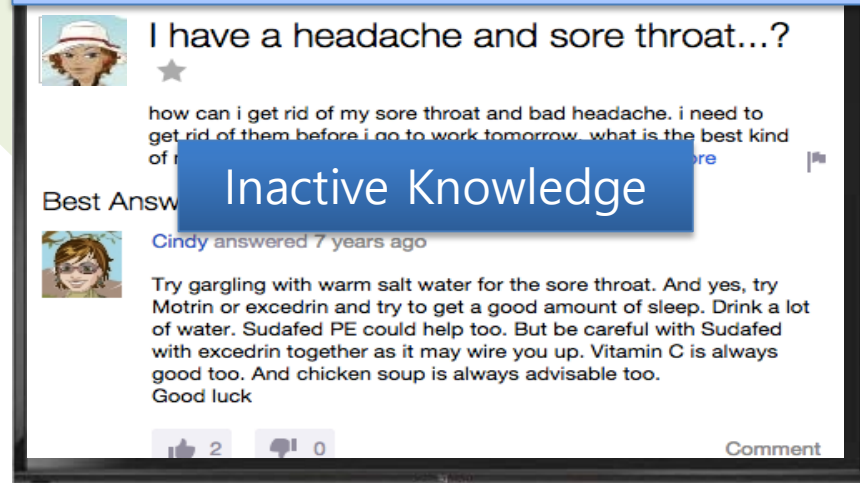 I have a headache and sore throat...?
how can i get rid of my sore throat and bad headache. i need to
get rid of them before i go to work tomorrow. what is the best kind
of
Inactive Knowledge
Best Answ
Cindy answered 7 years ago
Try gargling with warm salt water for the sore throat. And yes, try
Motrin or excedrin and try to get a good amount of sleep. Drink a lot
of water. Sudafed PE could help too. But be careful with Sudafed
with excedrin together as it may wire you up. Vitamin C is always
good too. And chicken soup is always advisable too.
Good luck
2 0 Comment